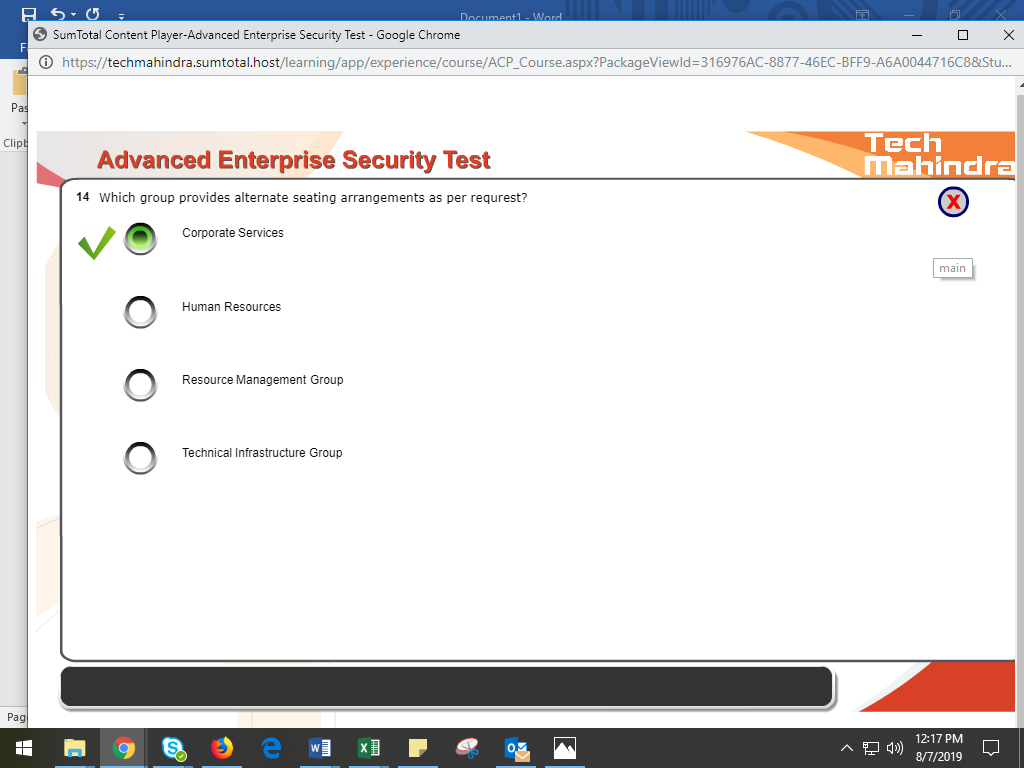 Document1 - Word
SumTotal Content Player-Advanced Enterprise Security Test - Google Chrome
https://techmahindra.sumtotal.host/learning/app/experience/course/ACP_Course.aspx?PackageViewId=316976AC-8877-46EC-BFF9-A6A0044716C8&Stu...
F
Pas
Clipb
Advanced Enterprise Security Test
Tech
Mahindra
14 Which group provides alternate seating arrangements as per requrest?
X
Corporate Services
main
Human Resources
Resource Management Group
Technical Infrastructure Group
Page
12:17 PM
8/7/2019